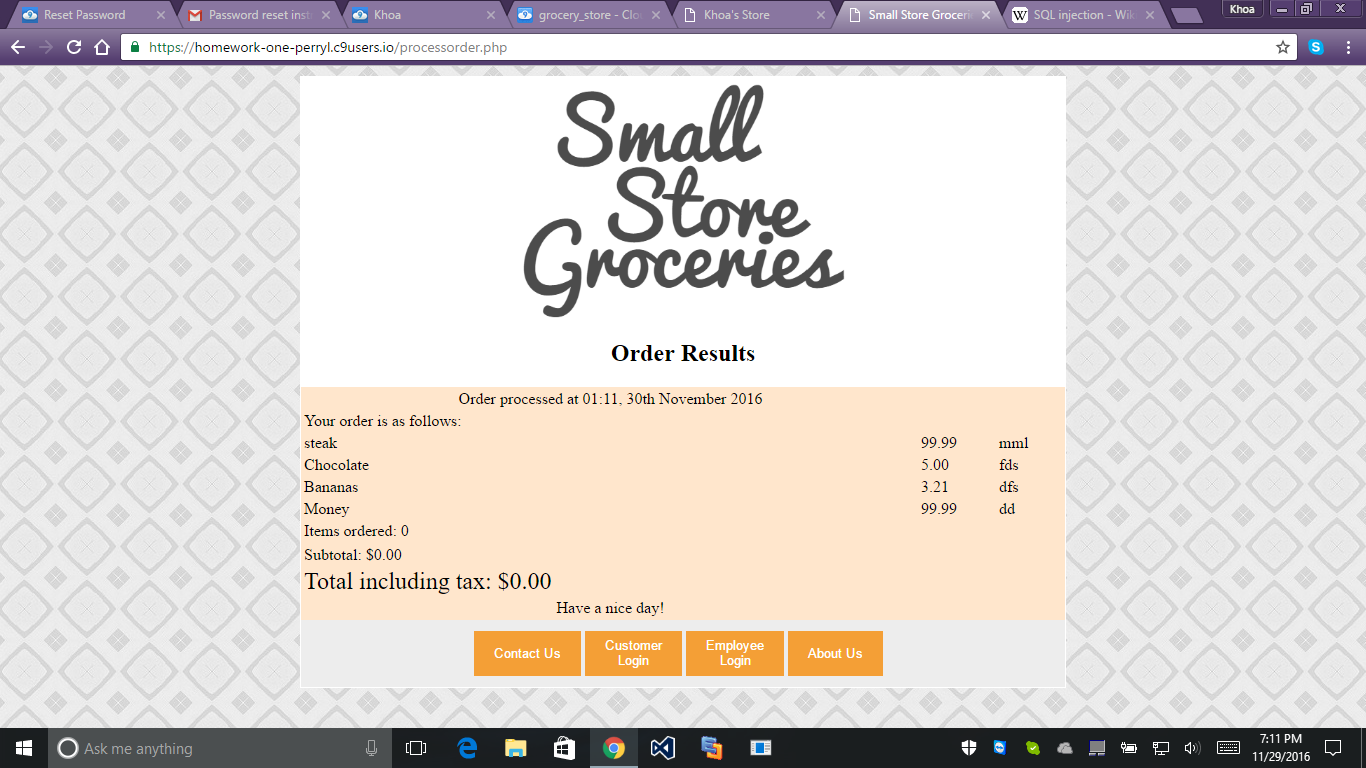 Reset Password
Gmail Password reset inst
Khoa
grocery_store - Clo
Khoa's Store
Small Store Groceri
SQL injection - Wik
Khoa
https://homework-one-perryl.c9users.io/processorder.php
Small
Store
Groceries
Order Results
Order processed at 01:11, 30th November 2016
Your order is as follows:
steak 99.99 mml
Chocolate 5.00 fds
Bananas 3.21 dfs
Money 99.99 dd
Items ordered: 0
Subtotal: $0.00
Total including tax: $0.00
Have a nice day!
Contact Us
Customer Login
Employee Login
About Us
Ask me anything
7:11 PM
11/29/2016